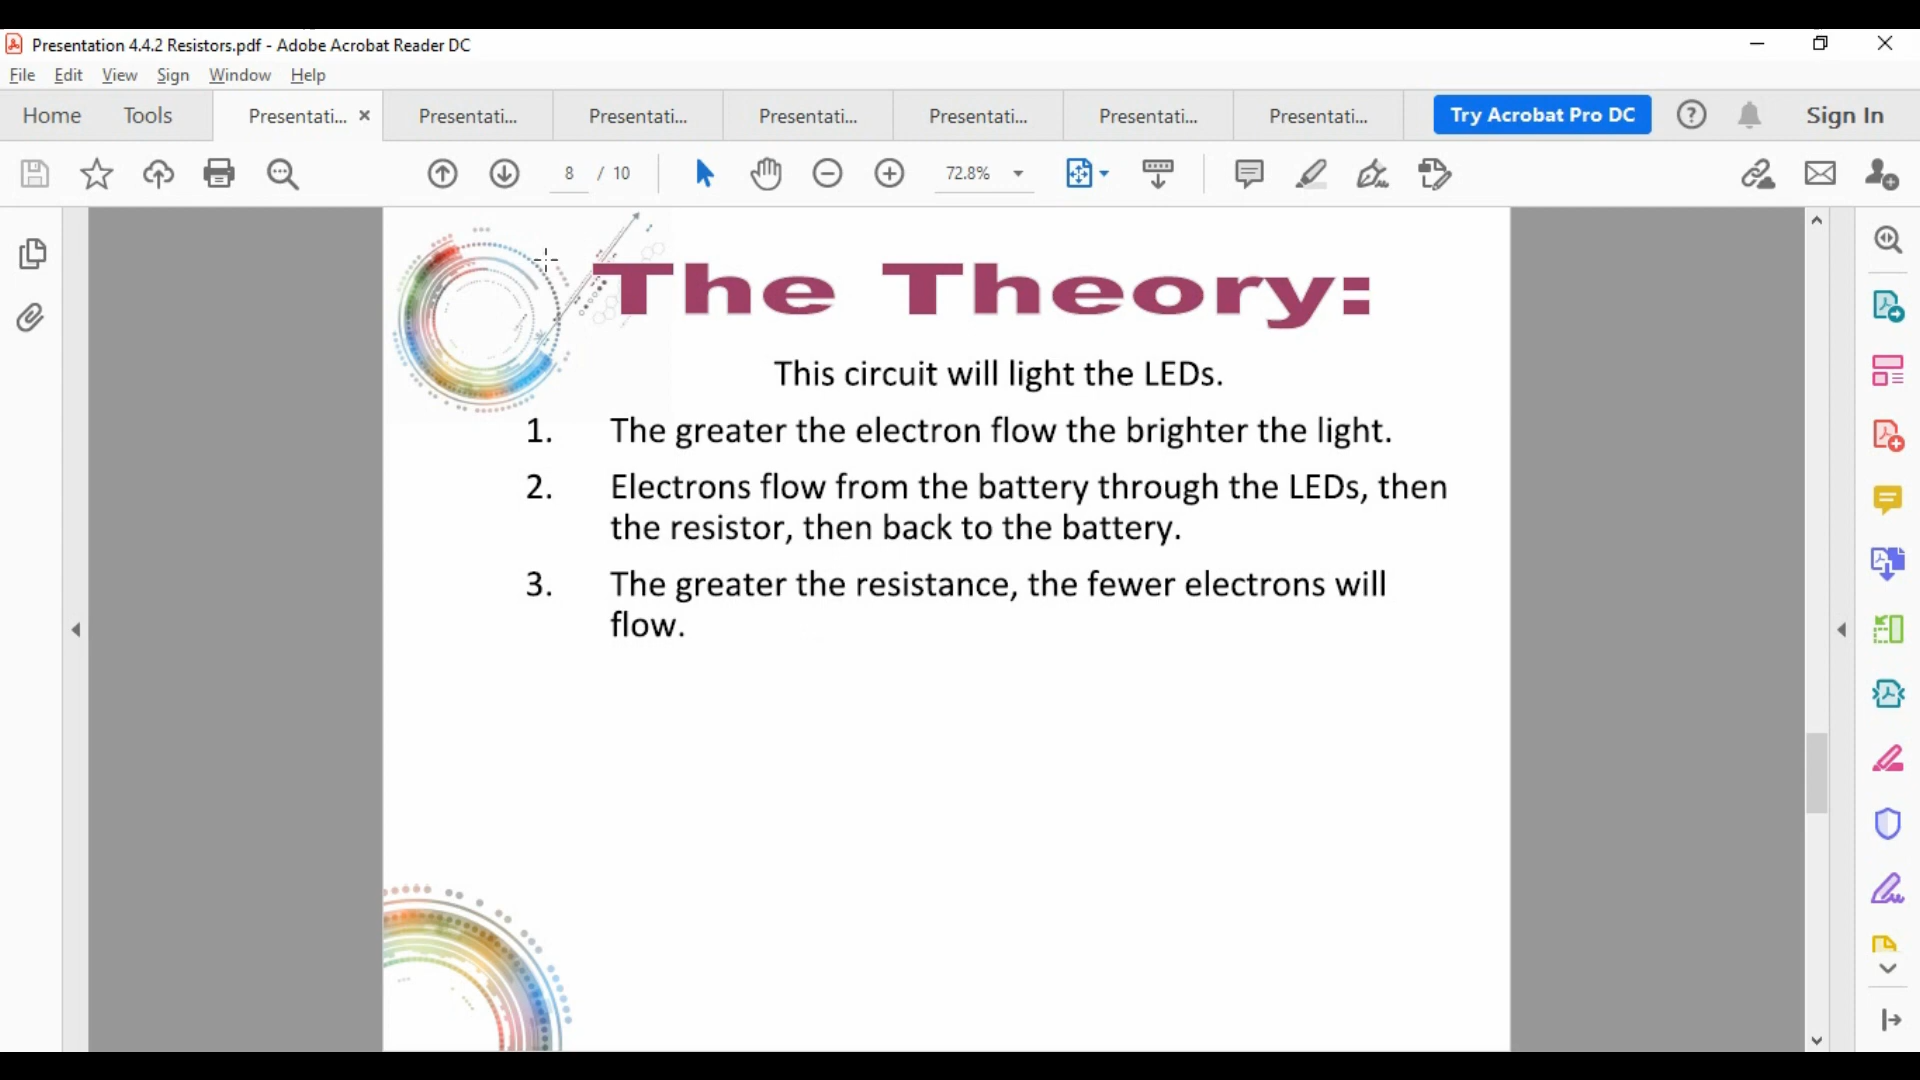 Presentation 4.4.2 Resistors.pdf - Adobe Acrobat Reader DC
File Edit View Sign Window Help
Home Tools Presentati... Presentati... Presentati... Presentati... Presentati... Presentati... Presentati... Try Acrobat Pro DC Sign In
8 / 10 72.8%
The Theory:
This circuit will light the LEDs.
1. The greater the electron flow the brighter the light.
2. Electrons flow from the battery through the LEDs, then
the resistor, then back to the battery.
3. The greater the resistance, the fewer electrons will
flow.